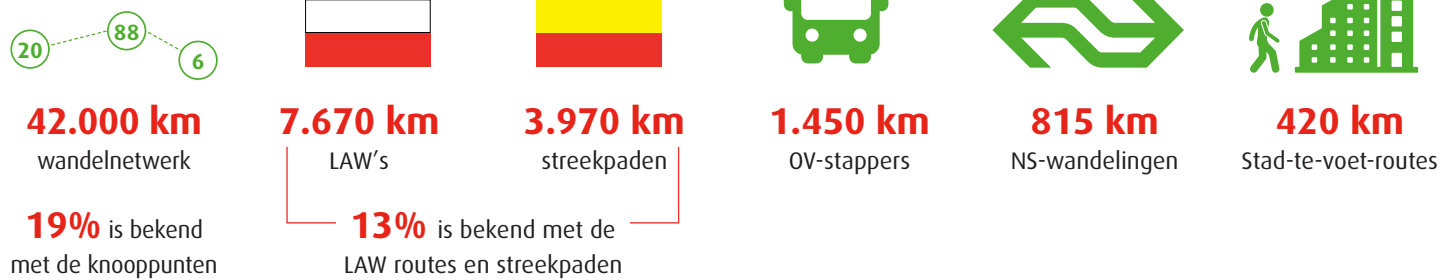 20
88
6
42.000 km
wandelnetwerk
19% is bekend
met de knooppunten
7.670 km
LAW's
3.970 km
streekpaden
13% is bekend met de
LAW routes en streekpaden
1.450 km
OV-stappers
815 km
NS-wandelingen
420 km
Stad-te-voet-routes